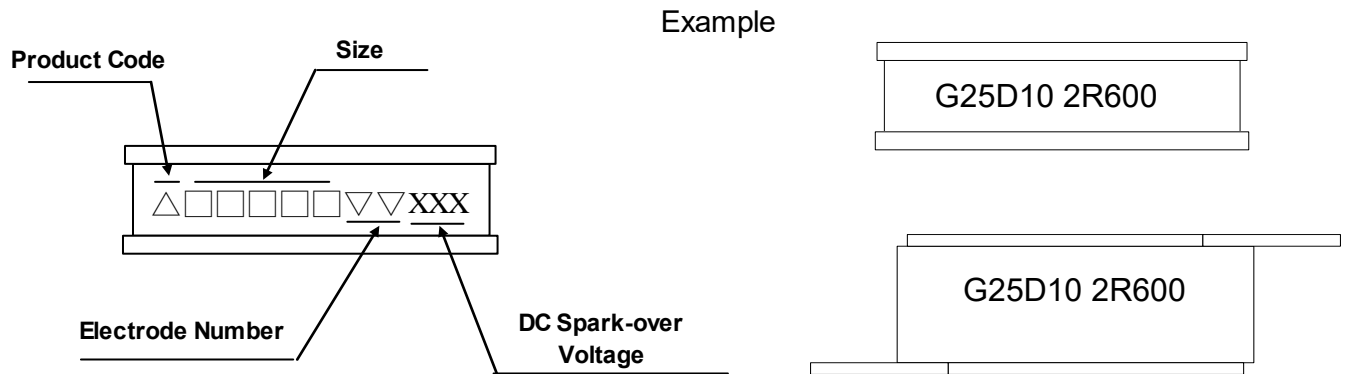 Example
Product Code
Size
△□□□□□▽▽XXX
Electrode Number
DC Spark-over
Voltage
G25D10 2R600
G25D10 2R600